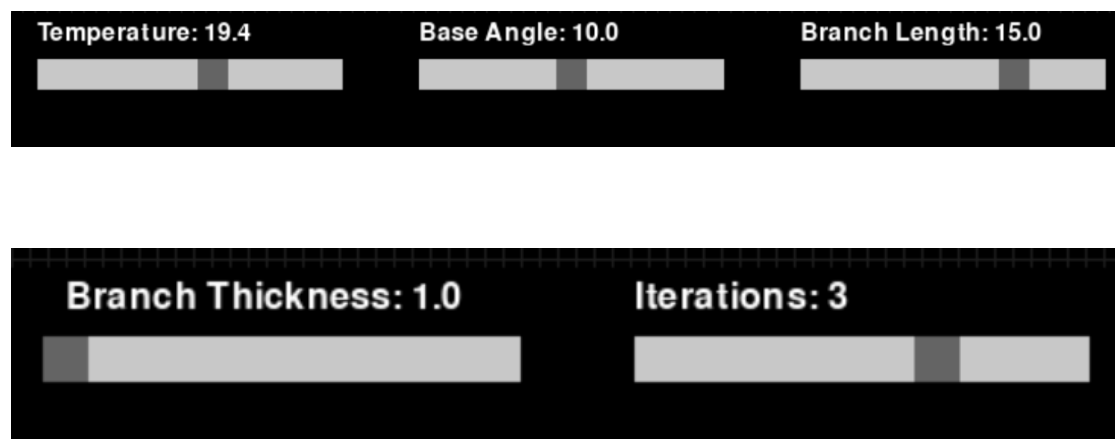 Temperature: 19.4
Base Angle: 10.0
Branch Length: 15.0
Branch Thickness: 1.0
Iterations: 3